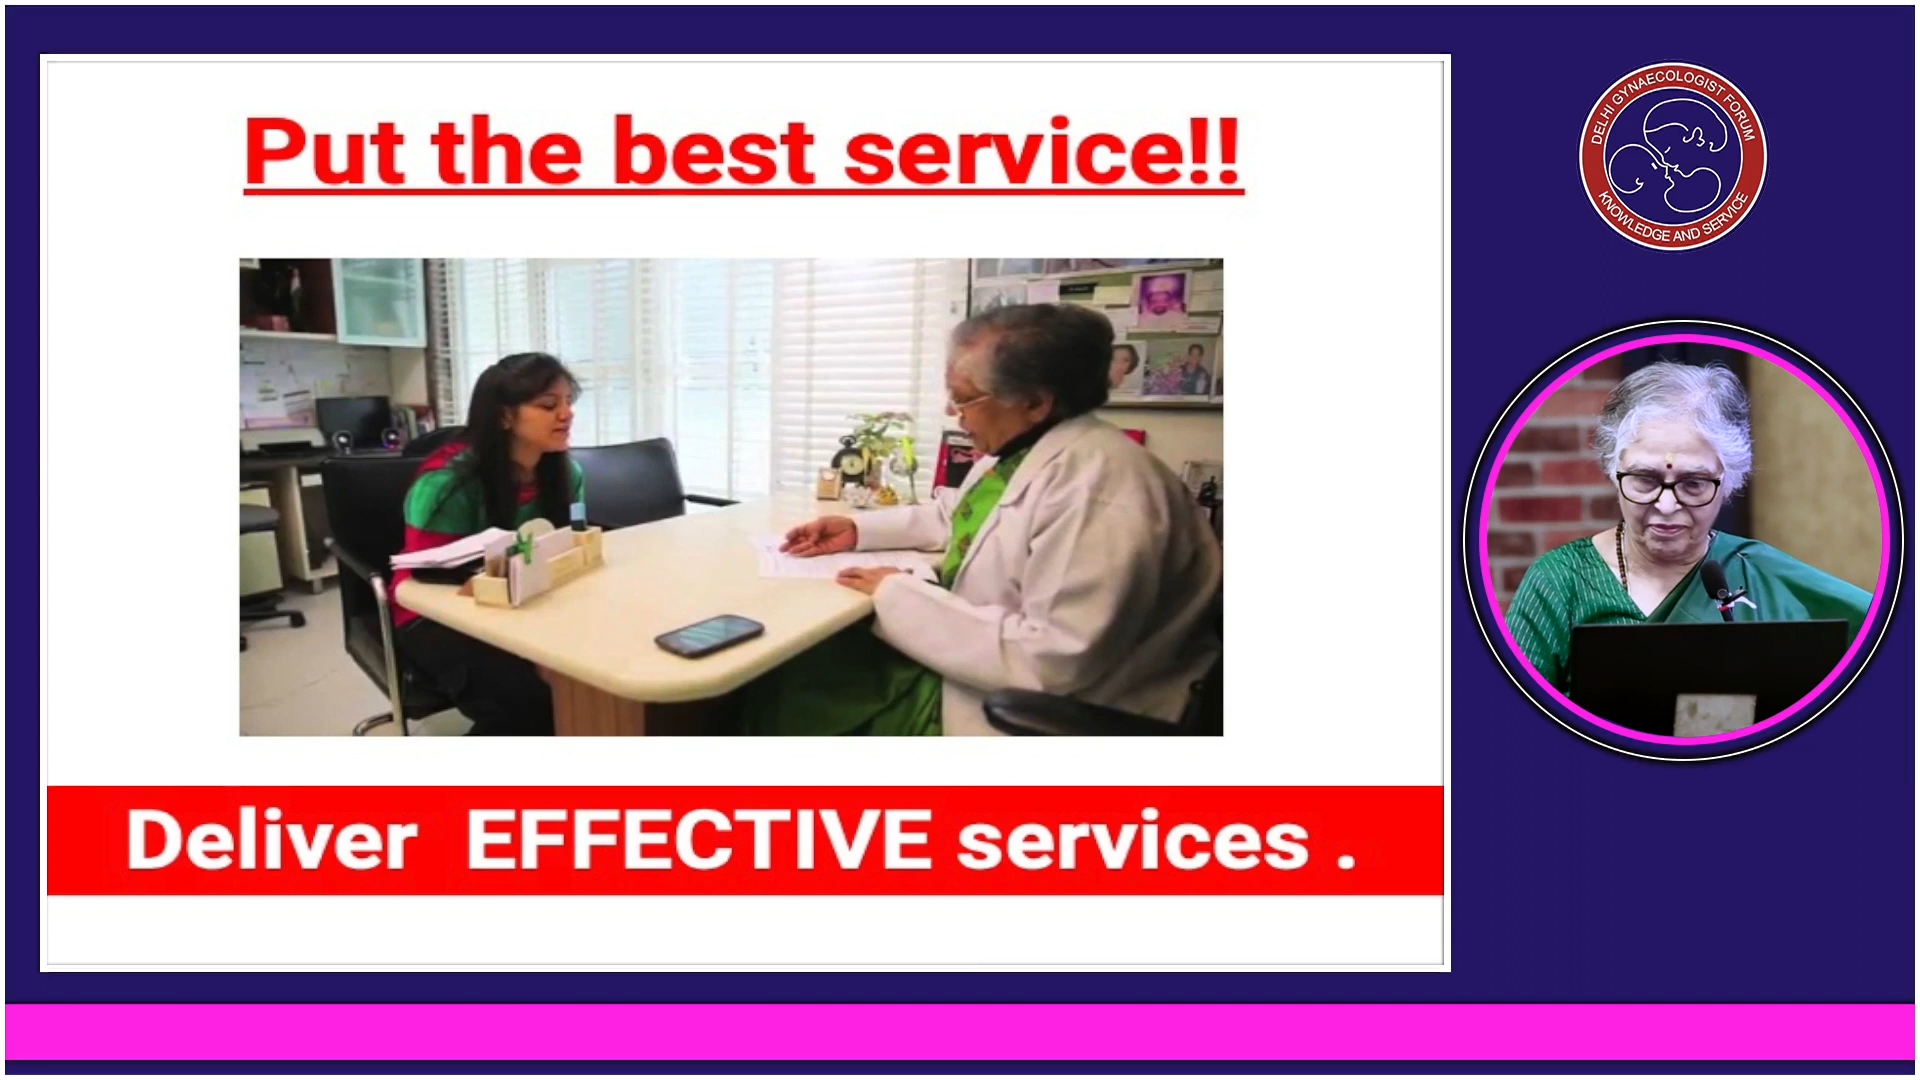 Put the best service!!
Deliver EFFECTIVE services .
DELHI GYNAECOLOGIST FORUM
KNOWLEDGE AND SERVICE